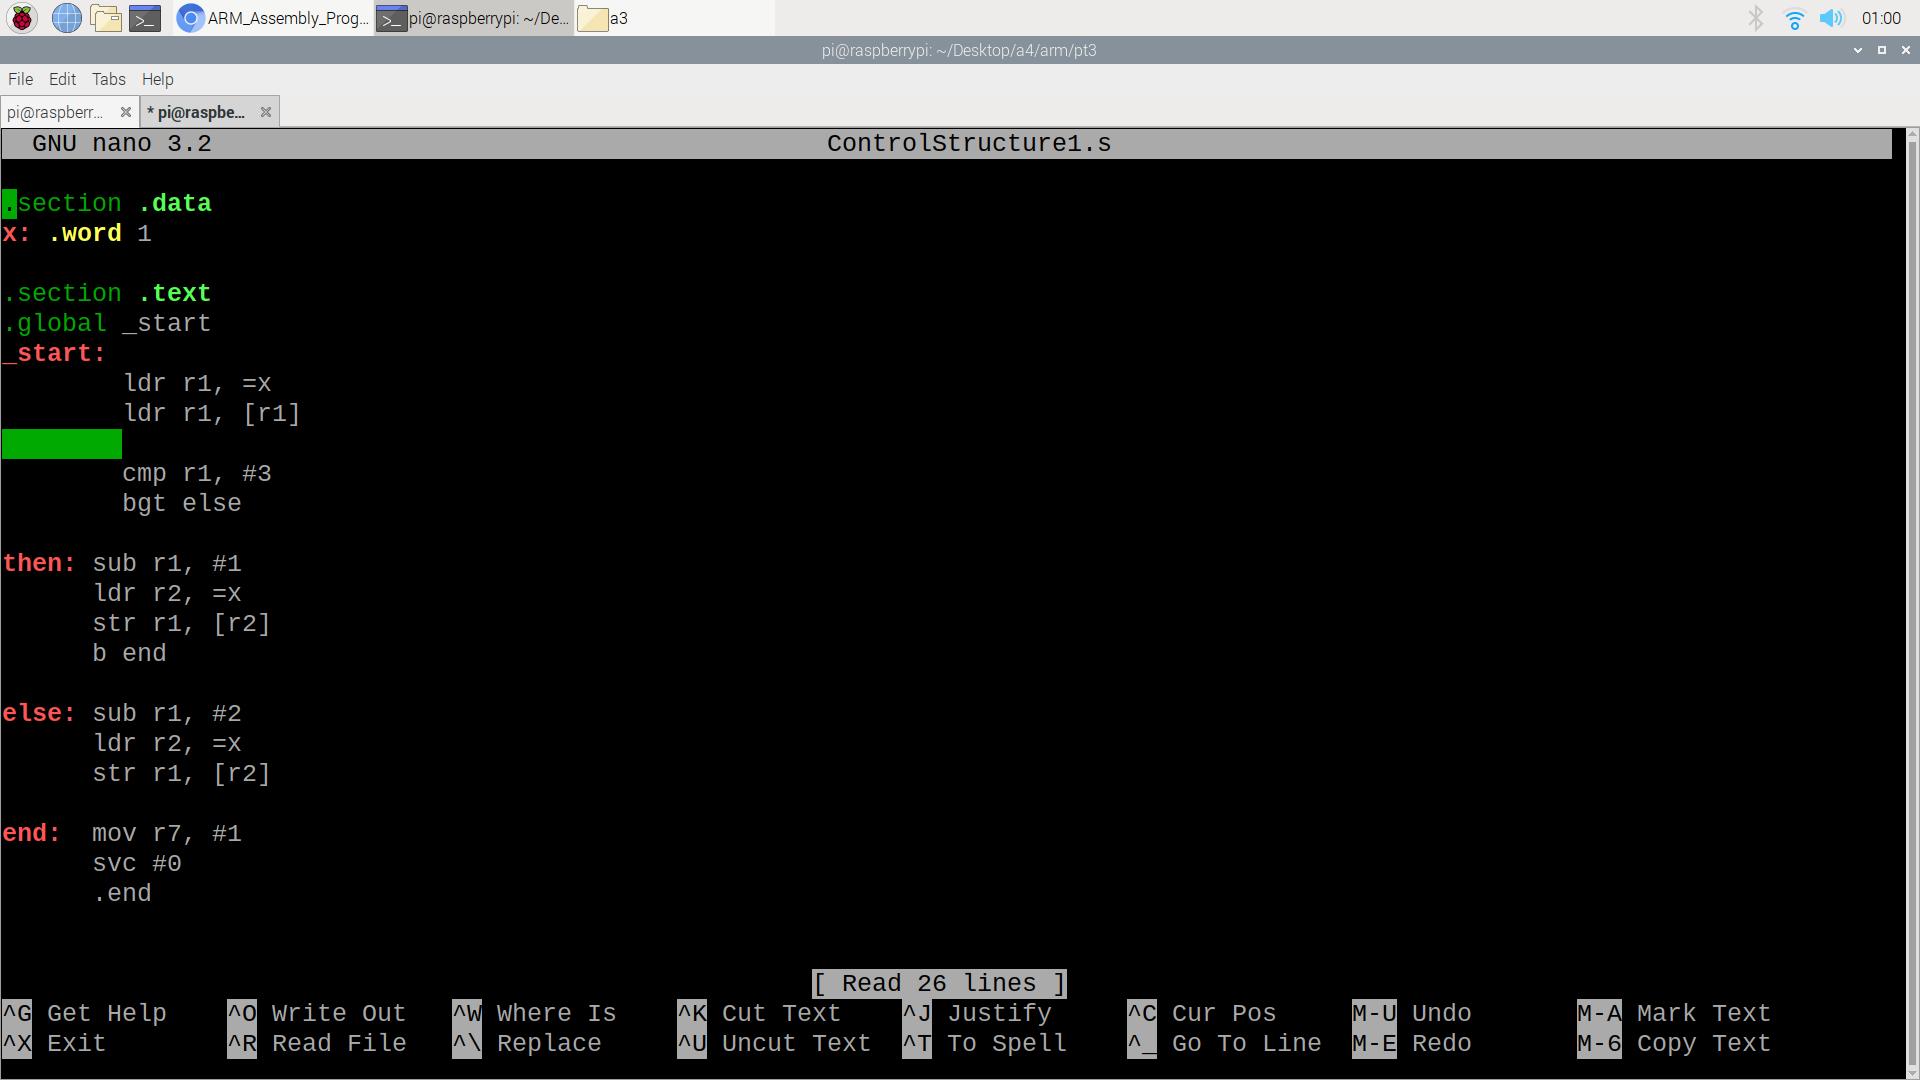 ARM_Assembly_Prog... pi@raspberrypi: ~/De... a3 01:00
pi@raspberrypi: ~/Desktop/a4/arm/pt3
File Edit Tabs Help
pi@raspberr... * pi@raspbe...
GNU nano 3.2 ControlStructure1.s
.section .data
x: .word 1
.section .text
.global _start
_start:
ldr r1, =x
ldr r1, [r1]
cmp r1, #3
bgt else
then: sub r1, #1
ldr r2, =x
str r1, [r2]
b end
else: sub r1, #2
ldr r2, =x
str r1, [r2]
end: mov r7, #1
svc #0
.end
[ Read 26 lines ]
^G Get Help ^O Write Out ^W Where Is ^K Cut Text ^J Justify ^C Cur Pos M-U Undo M-A Mark Text
^X Exit ^R Read File ^\ Replace ^U Uncut Text ^T To Spell ^_ Go To Line M-E Redo M-6 Copy Text